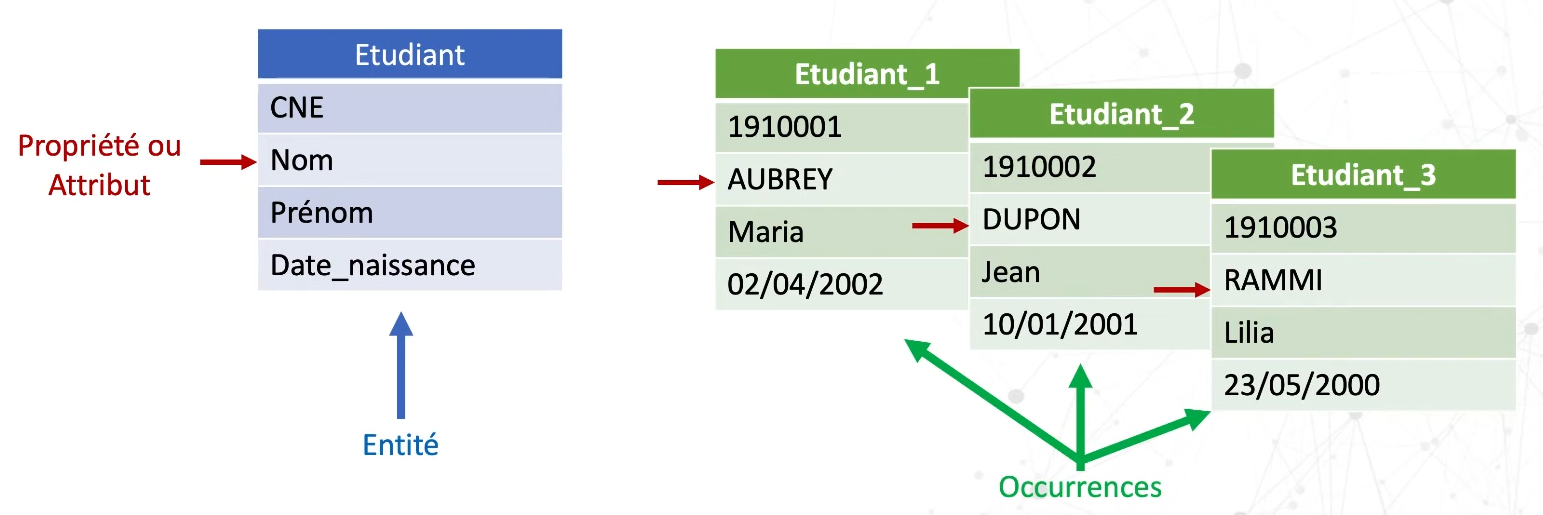 Etudiant
CNE
Nom
Prénom
Date_naissance
Propriété ou
Attribut
Entité
Etudiant_1
1910001
AUBREY
Maria
02/04/2002
Etudiant_2
1910002
DUPON
Jean
10/01/2001
Etudiant_3
1910003
RAMMI
Lilia
23/05/2000
Occurrences